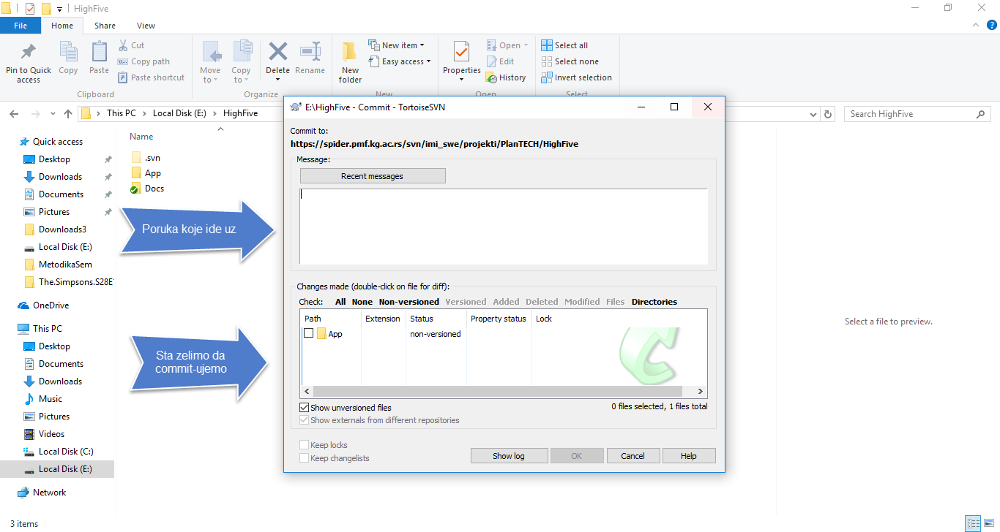 HighFive
File Home Share View
Pin to Quick access
Copy
Paste
Cut
Copy path
Paste shortcut
Clipboard
Move to
Copy to
Delete
Rename
Organize
New folder
New item
Easy access
New
Properties
Open
Edit
History
Open
Select all
Select none
Invert selection
Select
This PC Local Disk (E:) HighFive
Search HighFive
Quick access
Desktop
Downloads
Documents
Pictures
Downloads3
Local Disk (E:)
MetodikaSem
The.Simpsons.S28E
OneDrive
This PC
Desktop
Documents
Downloads
Music
Pictures
Videos
Local Disk (C:)
Local Disk (E:)
Network
3 items
Name
.svn
App
Docs
Poruka koje ide uz
Sta zelimo da
commit-ujemo
E:\HighFive - Commit - TortoiseSVN
Commit to:
https://spider.pmf.kg.ac.rs/svn/imi_swe/projekti/PlanTECH/HighFive
Message:
Recent messages
Changes made (double-click on file for diff):
Check: All None Non-versioned Versioned Added Deleted Modified Files Directories
Path Extension Status Property status Lock
App non-versioned
Show unversioned files
0 files selected, 1 files total
Show externals from different repositories
Keep locks
Keep changelists
Show log OK Cancel Help
Select a file to preview.